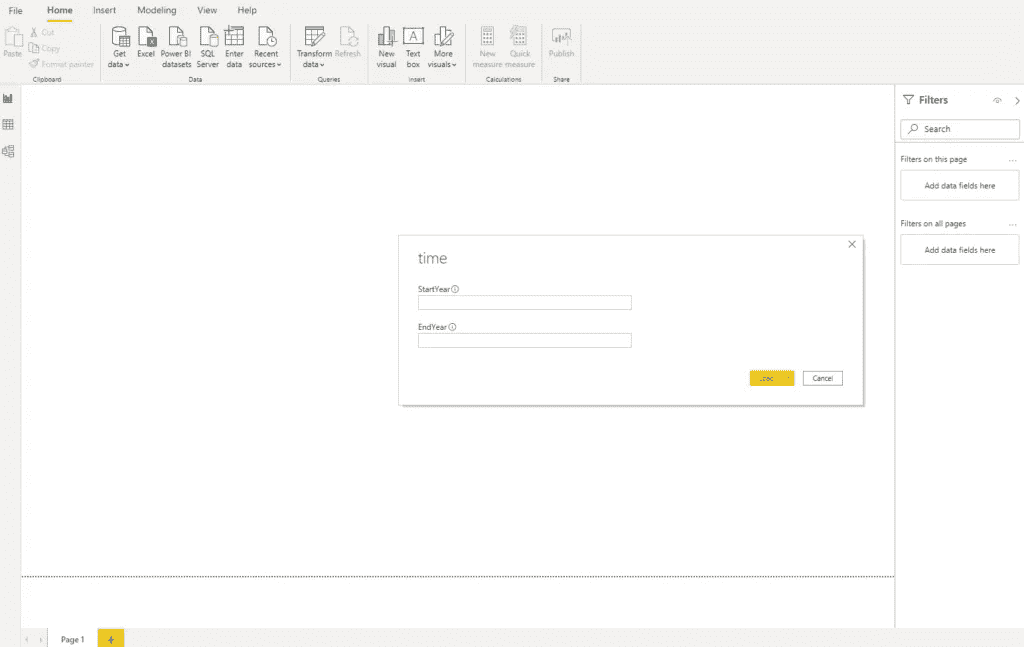 File Home Insert Modeling View Help
Paste
Cut
Copy
Format painter
Clipboard
Get data
Excel
Power BI datasets
SQL Server
Enter data
Recent sources
Data
Transform data
Refresh
Queries
New visual
Text box
More visuals
Insert
New measure
Quick measure
Calculations
Publish
Share
Filters
Search
Filters on this page ...
Add data fields here
Filters on all pages ...
Add data fields here
time
StartYear
EndYear
Cancel
Page 1